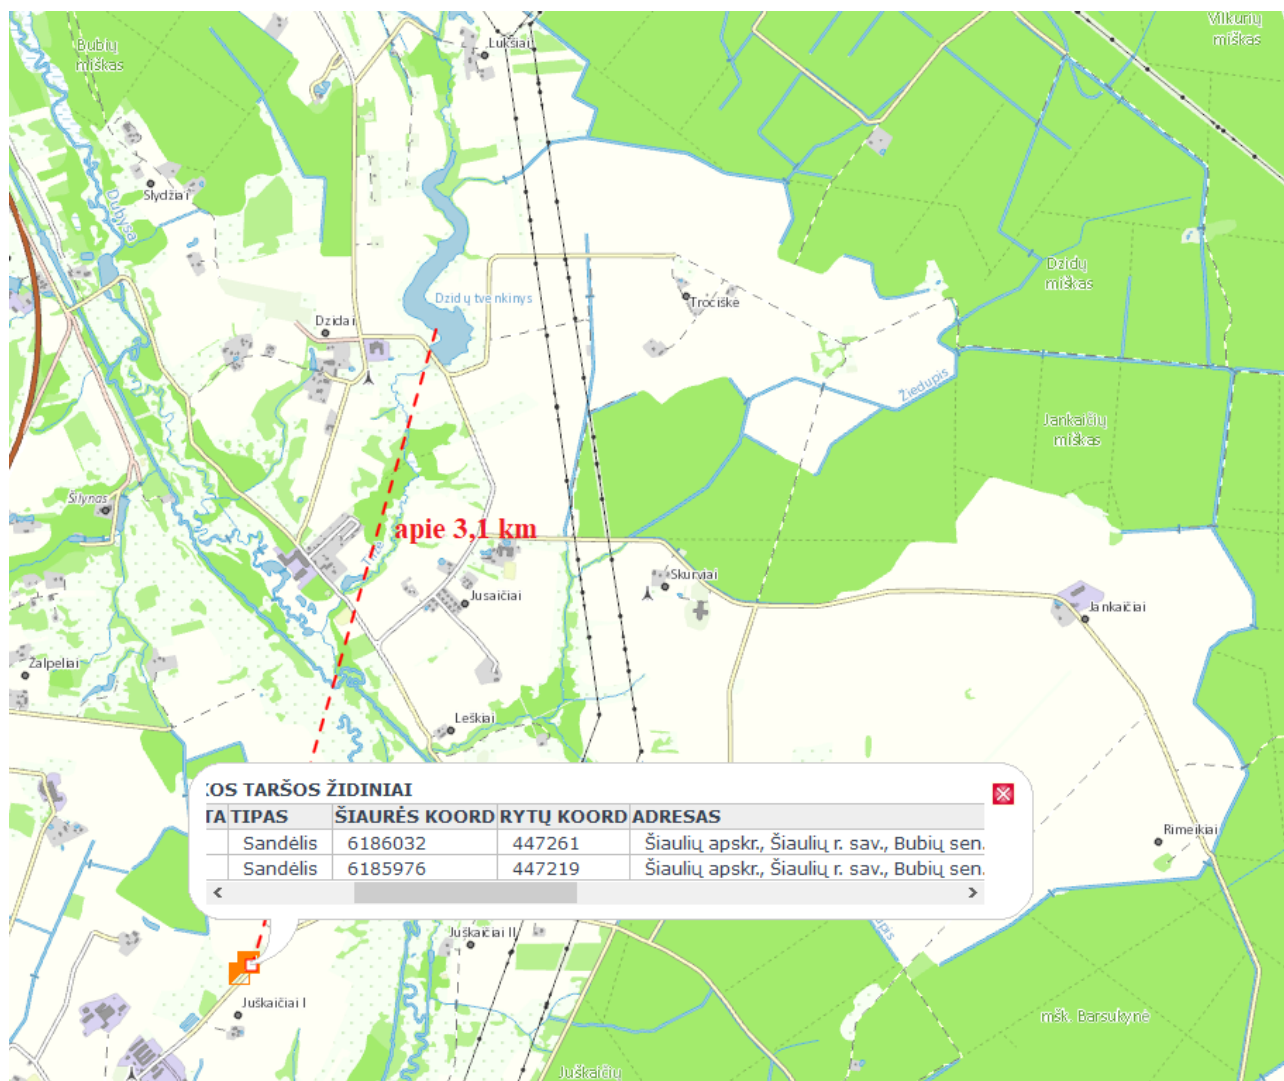 Vilkurių
miškas
Bubių
miškas
Lukšiai
Slydžiai
Dubysa
Dzidų
miškas
Dzidų tvenkinys
Trociškė
Dzidai
Žiedupis
Jankaičių
miškas
Šilynas
apie 3,1 km
Skurviai
Jusaičiai
Jankaičiai
Žalpeliai
Leškiai
KOS TARŠOS ŽIDINIAI
TA TIPAS ŠIAURĖS KOORD RYTŲ KOORD ADRESAS
Sandėlis 6186032 447261 Šiaulių apskr., Šiaulių r. sav., Bubių sen.
Sandėlis 6185976 447219 Šiaulių apskr., Šiaulių r. sav., Bubių sen.
Rimeikiai
Juškaičiai II
Juškaičiai I
mšk. Barsukynė
Juškaičių